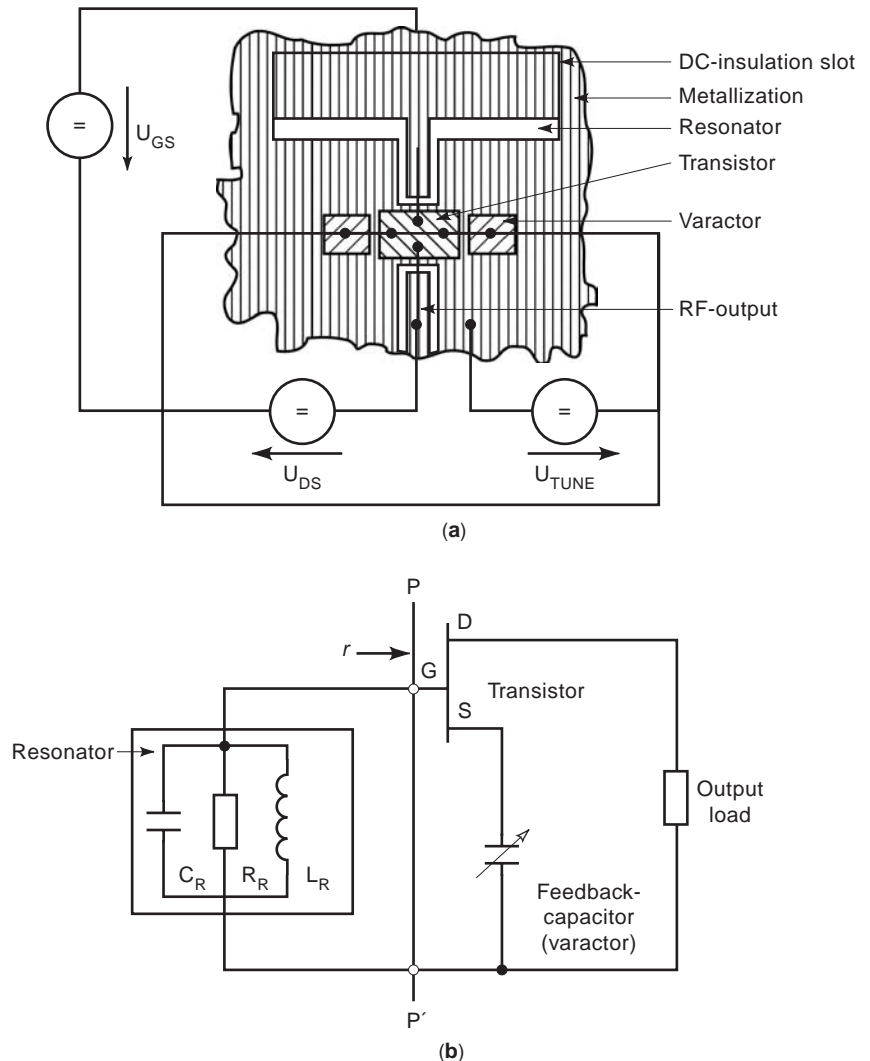 DC-insulation slot
Metallization
=
U_GS
Resonator
Transistor
Varactor
RF-output
=
=
U_DS
U_TUNE
(a)
P
D
r
G
Transistor
S
Resonator
Output
load
C_R
R_R
L_R
Feedback-
capacitor
(varactor)
P´
(b)